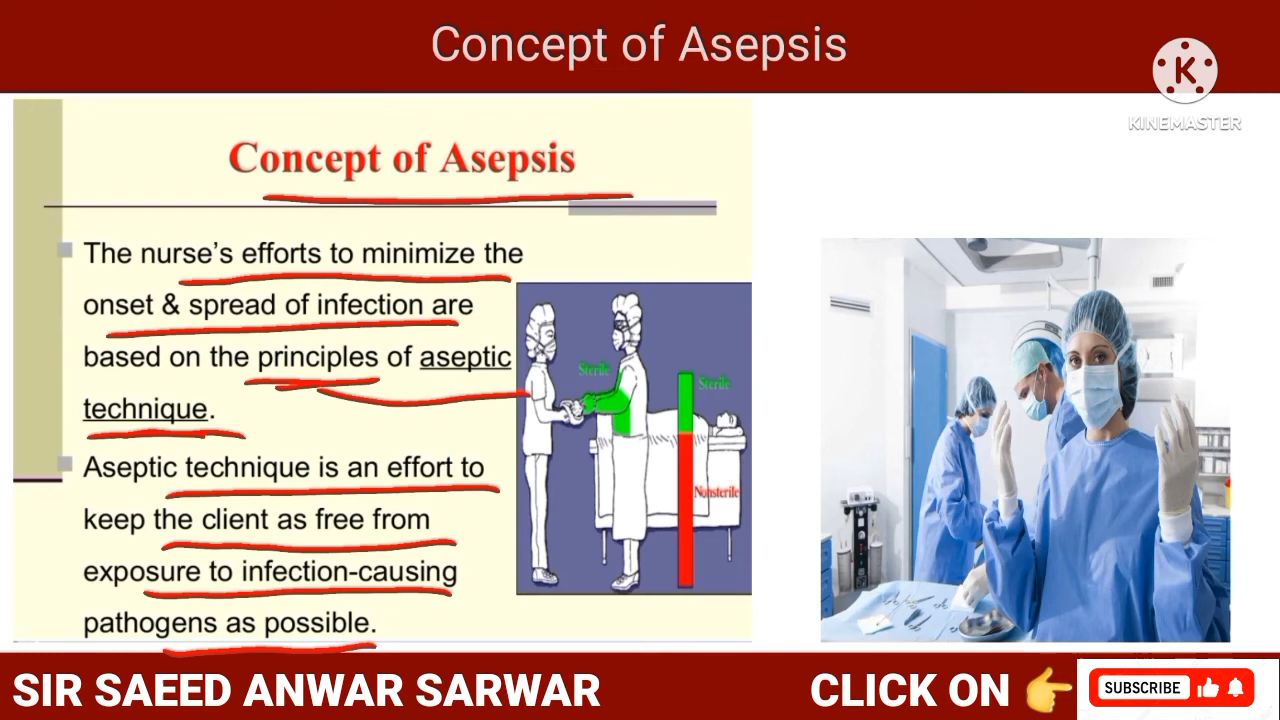 Concept of Asepsis
K
KINEMASTER
Concept of Asepsis
The nurse's efforts to minimize the
onset & spread of infection are
based on the principles of aseptic
technique.
Aseptic technique is an effort to
keep the client as free from
exposure to infection-causing
pathogens as possible.
Sterile
Sterile
Nonsterile
SIR SAEED ANWAR SARWAR
CLICK ON
SUBSCRIBE